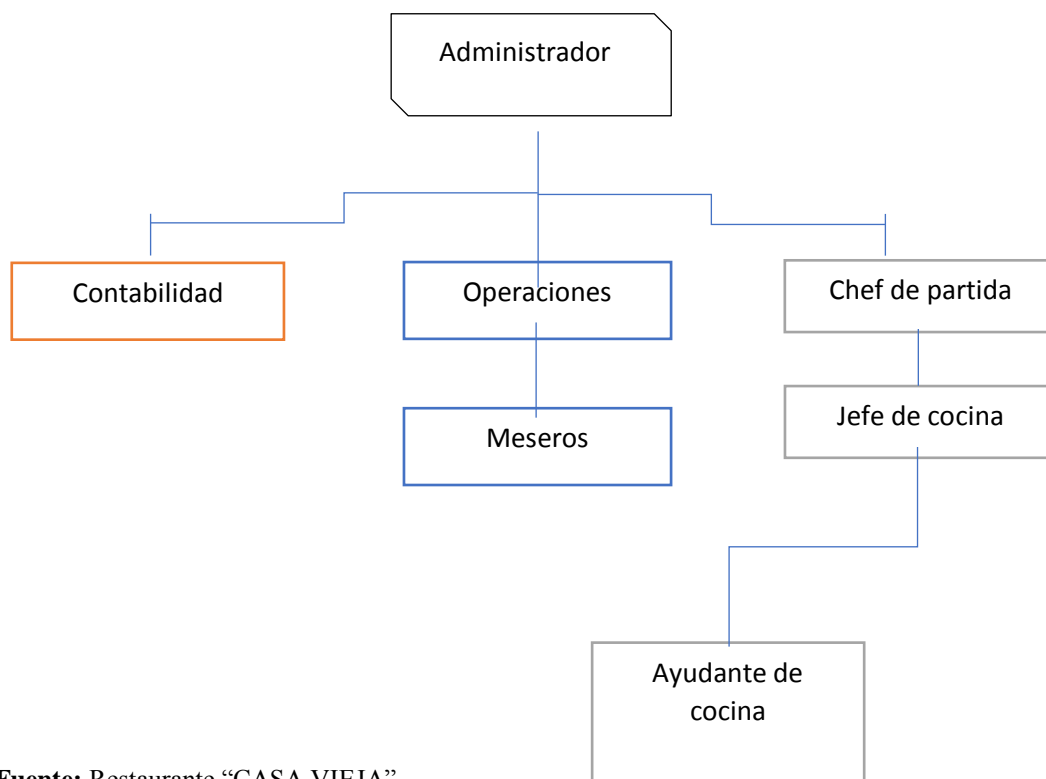 Administrador
Contabilidad
Operaciones
Chef de partida
Meseros
Jefe de cocina
Ayudante de
cocina
Fuente: Restaurante “CASA VIEJA”